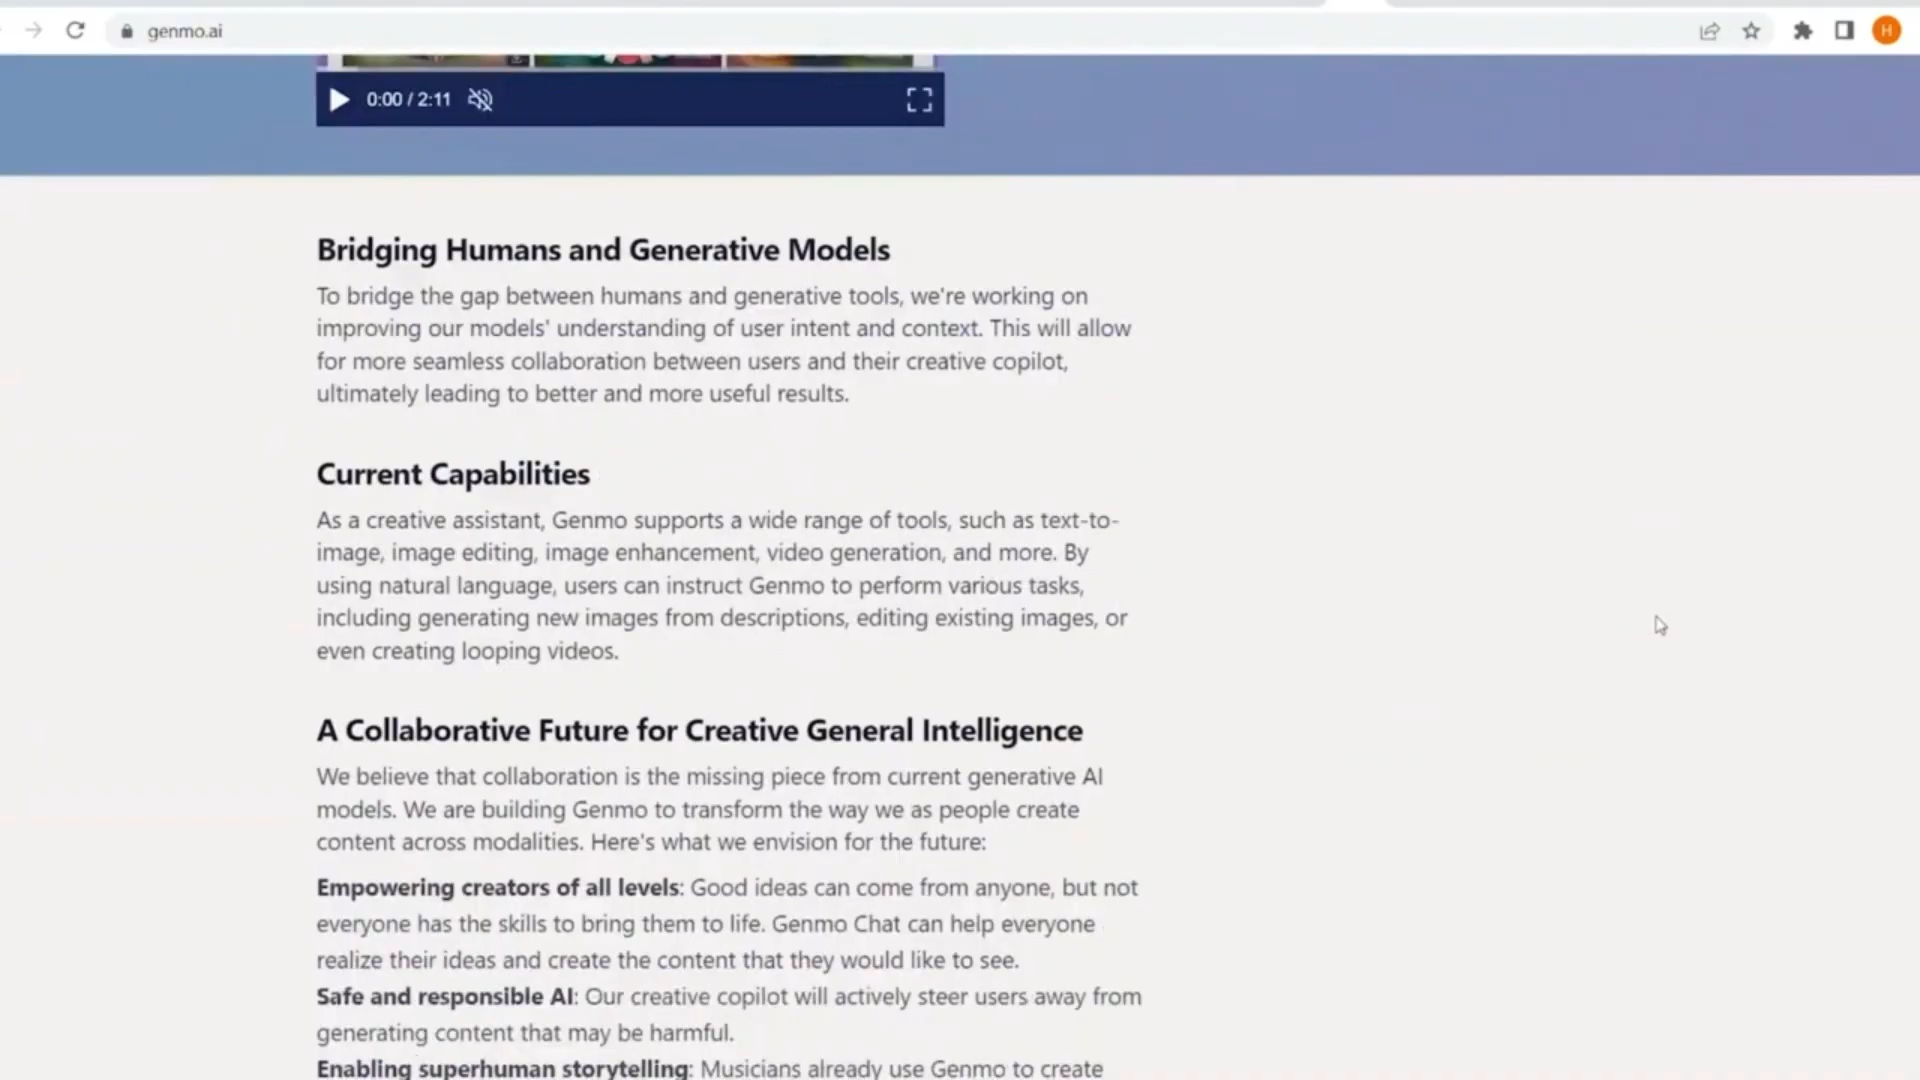 genmo.ai
H
0:00 / 2:11
Bridging Humans and Generative Models
To bridge the gap between humans and generative tools, we're working on
improving our models' understanding of user intent and context. This will allow
for more seamless collaboration between users and their creative copilot,
ultimately leading to better and more useful results.
Current Capabilities
As a creative assistant, Genmo supports a wide range of tools, such as text-to-
image, image editing, image enhancement, video generation, and more. By
using natural language, users can instruct Genmo to perform various tasks,
including generating new images from descriptions, editing existing images, or
even creating looping videos.
A Collaborative Future for Creative General Intelligence
We believe that collaboration is the missing piece from current generative AI
models. We are building Genmo to transform the way we as people create
content across modalities. Here's what we envision for the future:
Empowering creators of all levels: Good ideas can come from anyone, but not
everyone has the skills to bring them to life. Genmo Chat can help everyone
realize their ideas and create the content that they would like to see.
Safe and responsible AI: Our creative copilot will actively steer users away from
generating content that may be harmful.
Enabling superhuman storytelling: Musicians already use Genmo to create